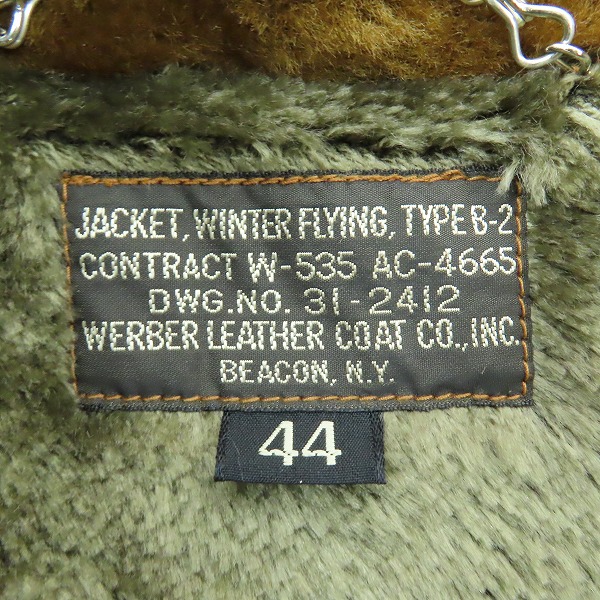 JACKET, WINTER FLYING, TYPE B-2
CONTRACT W-535 AC-4665
DWG.NO. 31-2412
WERBER LEATHER COAT CO., INC.
BEACON, N.Y.
44